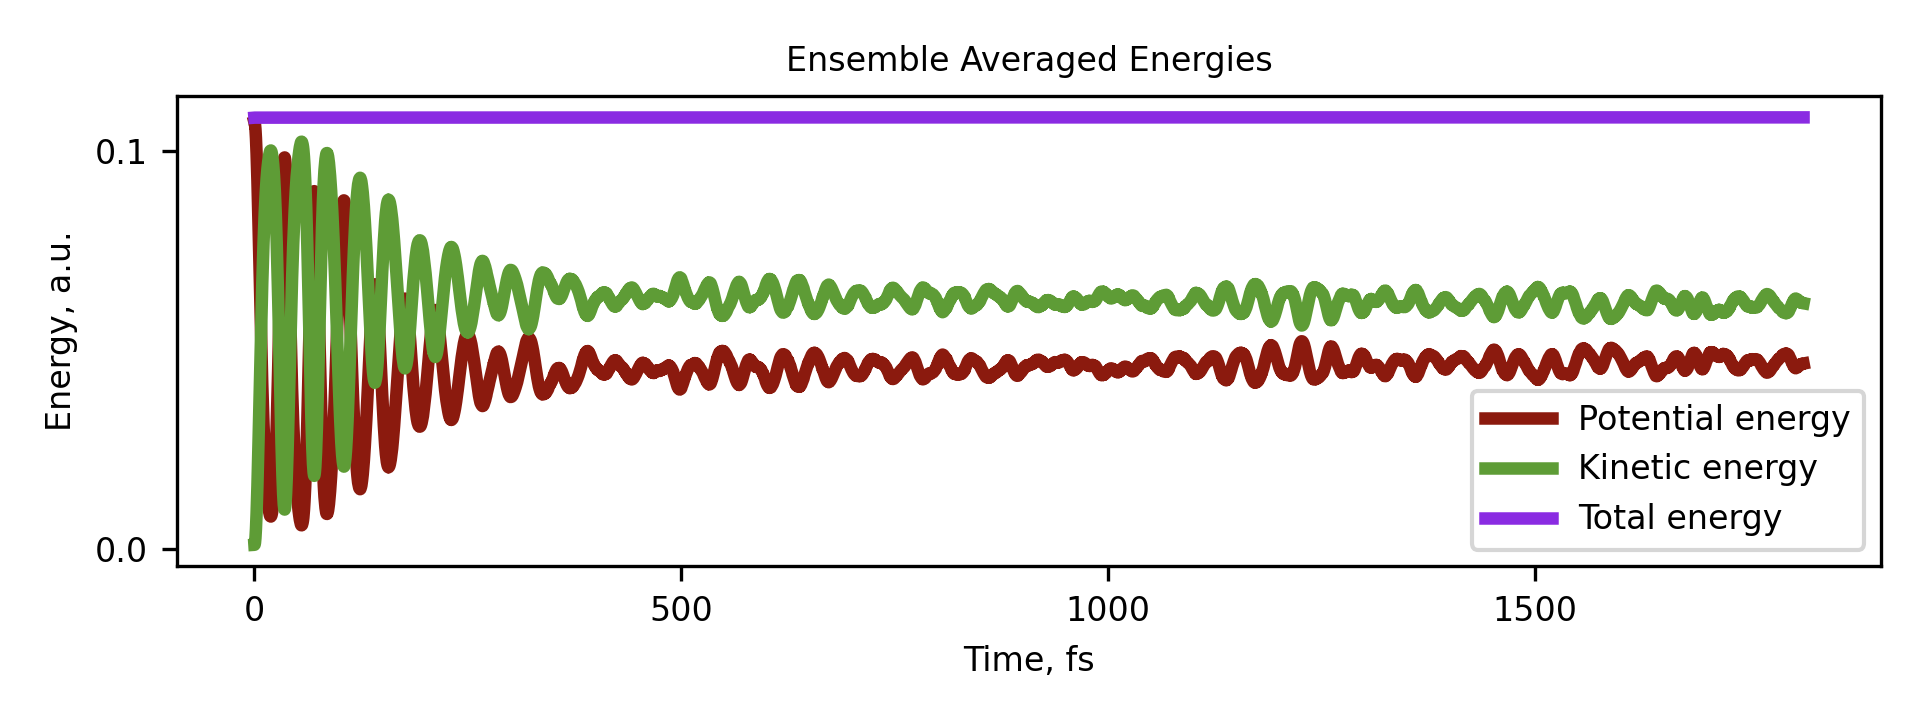 Ensemble Averaged Energies
0.1
0.0
Energy, a.u.
0
500
1000
1500
Time, fs
Potential energy
Kinetic energy
Total energy